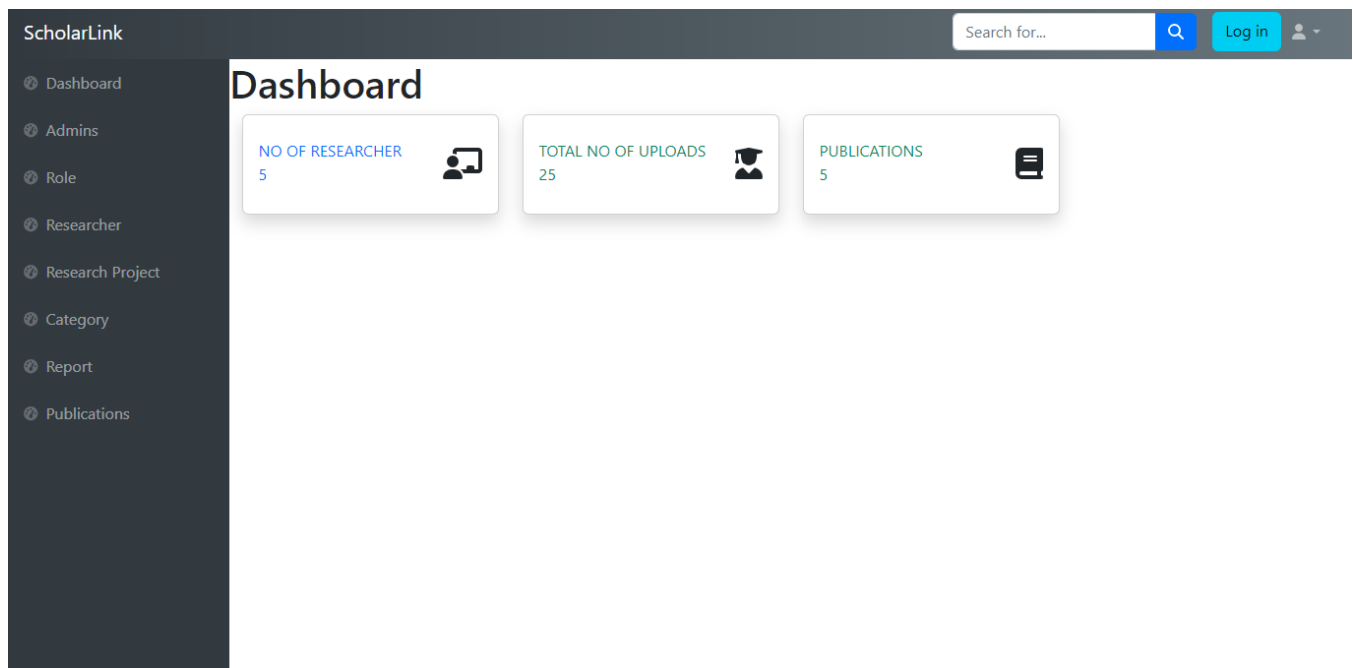 ScholarLink
Search for...
Log in
Dashboard
Admins
Role
Researcher
Research Project
Category
Report
Publications
Dashboard
NO OF RESEARCHER
5
TOTAL NO OF UPLOADS
25
PUBLICATIONS
5